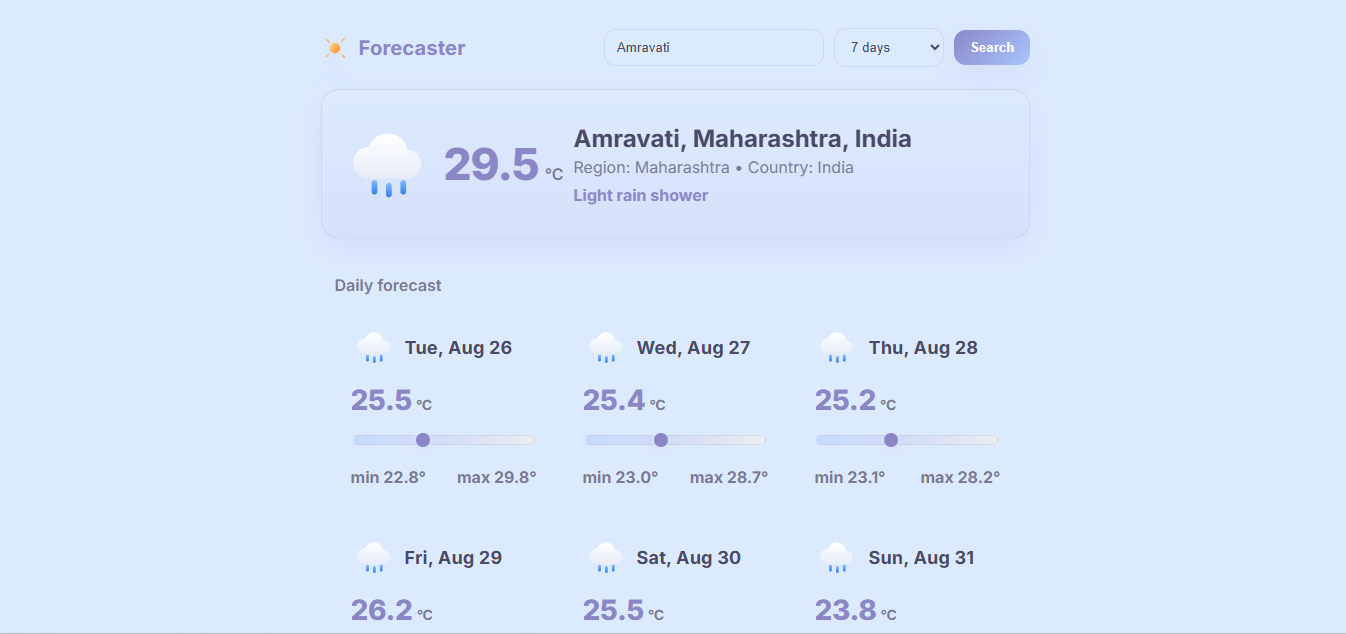 Forecaster
Amravati
7 days
Search
29.5 °C
Amravati, Maharashtra, India
Region: Maharashtra • Country: India
Light rain shower
Daily forecast
Tue, Aug 26
25.5 °C
min 22.8° max 29.8°
Wed, Aug 27
25.4 °C
min 23.0° max 28.7°
Thu, Aug 28
25.2 °C
min 23.1° max 28.2°
Fri, Aug 29
26.2 °C
Sat, Aug 30
25.5 °C
Sun, Aug 31
23.8 °C